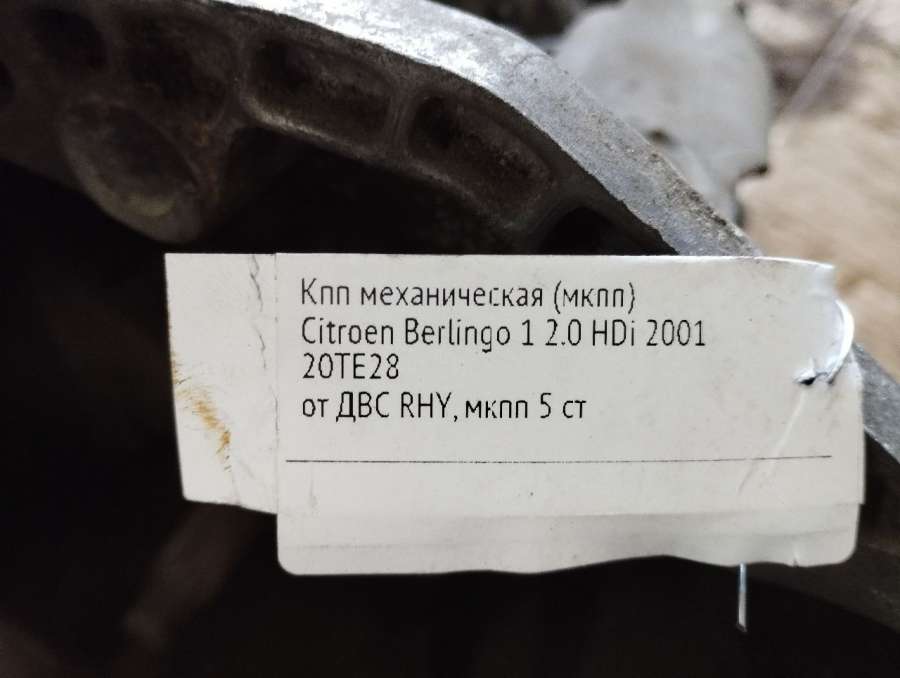 Кпп механическая (мкпп)
Citroen Berlingo 1 2.0 HDi 2001
20TE28
от ДВС RHY, мкпп 5 ст